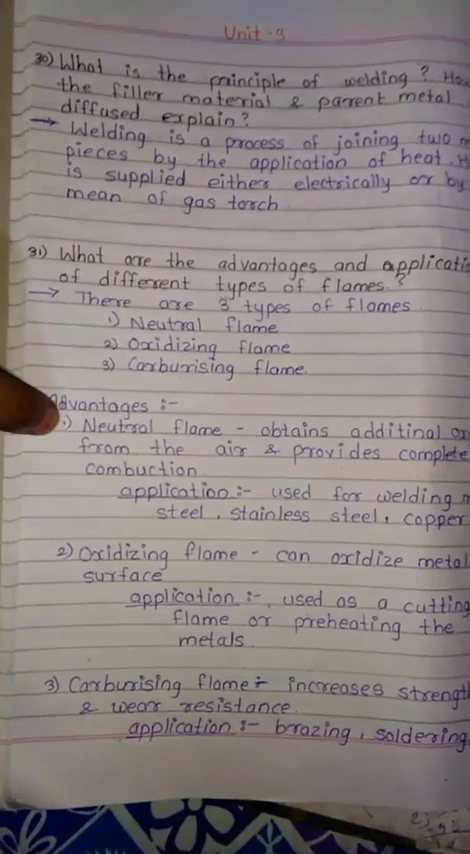 Unit - 9
30) What is the principle of welding ?
the filler material & parent metal
diffused explain ?
→ Welding is a process of joining two
pieces by the application of heat.
is supplied either electrically or by
mean of gas torch
31) What are the advantages and
of different types of flames ?
→ There are 3 types of flames
1) Neutral flame
2) Oxidizing flame
3) Carburising flame.
Advantages :-
1) Neutral flame - obtains additinal
from the air & provides complete
combuction
application :- used for welding
steel, stainless steel, copper
2) Oxidizing flame - can oxidize metal
surface
application :- used as a cutting
flame or preheating the
metals
3) Carburising flame :- increases
& wear resistance.
application :- brazing, soldering